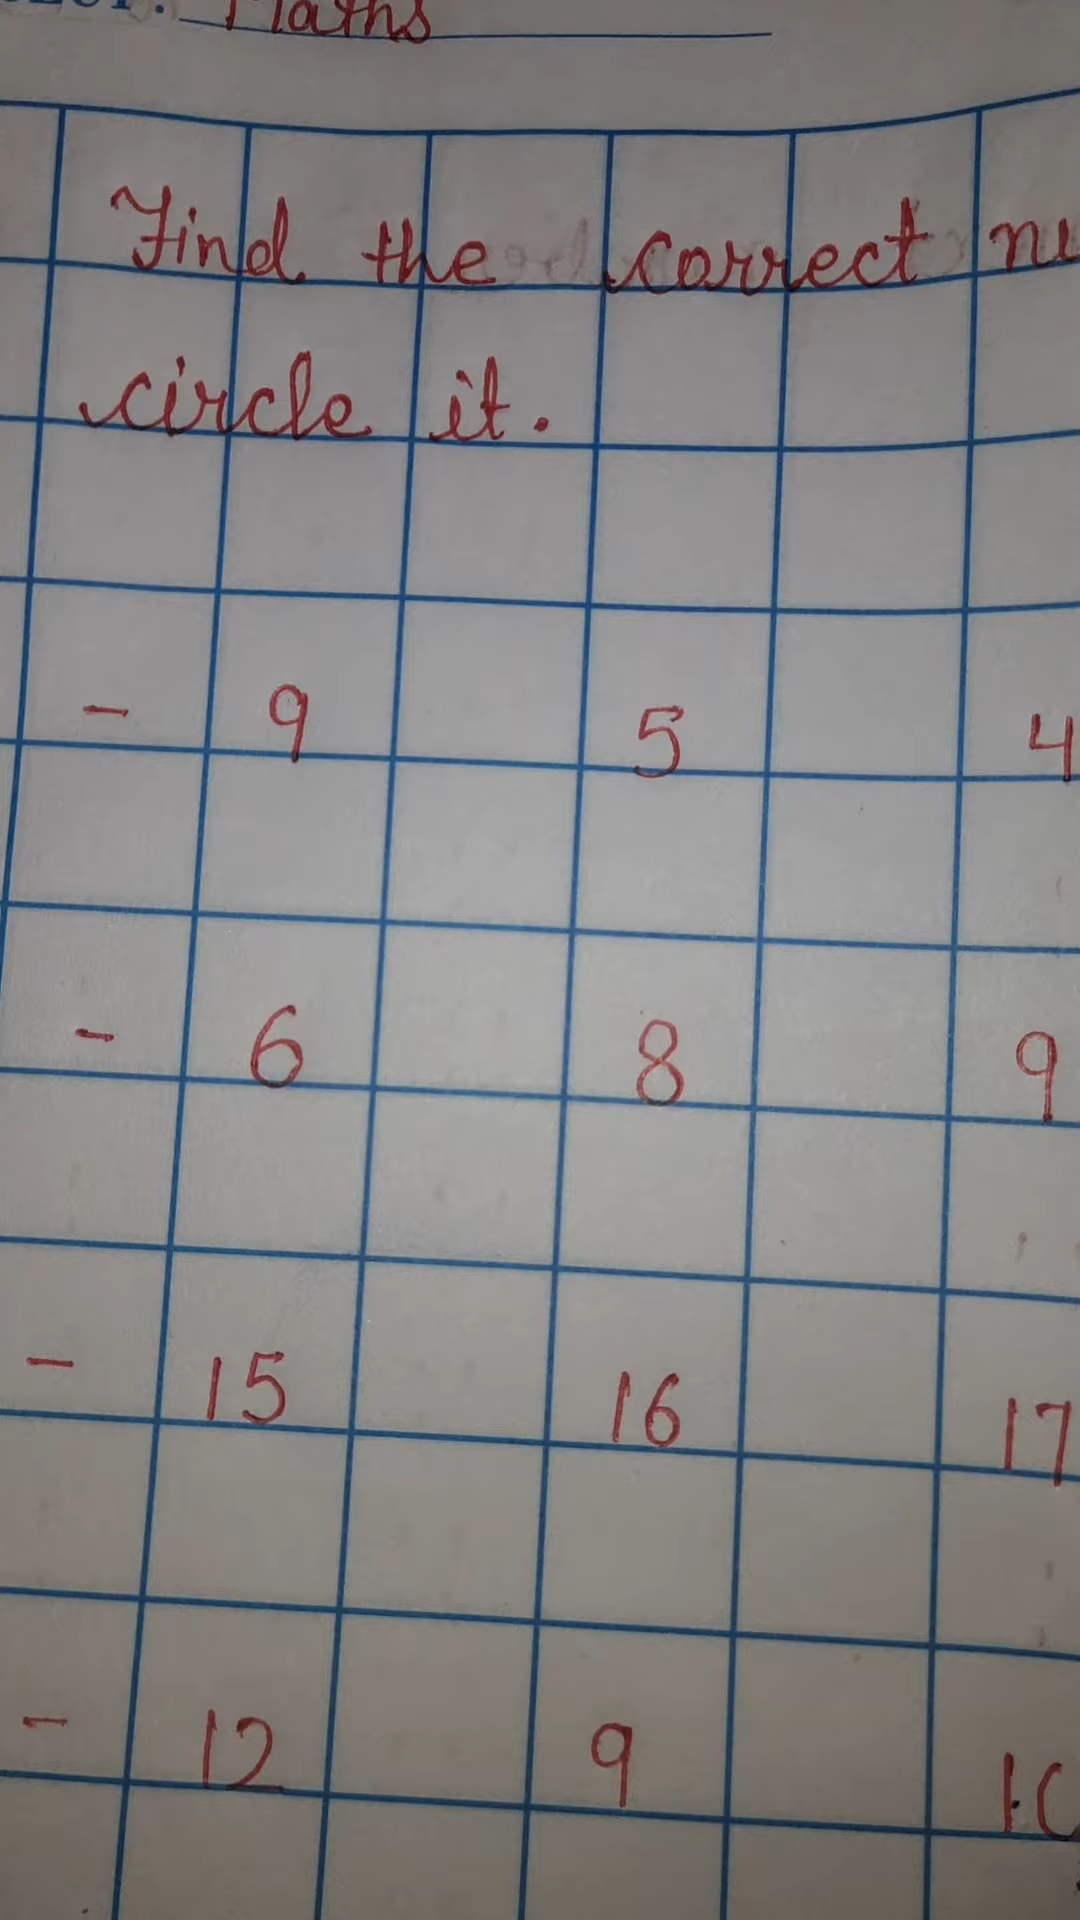 Maths
Find the correct
circle it.
- 9 5 4
- 6 8 9
- 15 16 17
- 12 9